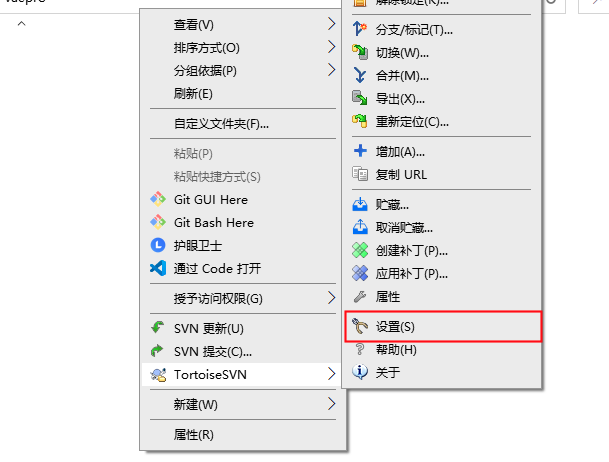 查看(V)
排序方式(O)
分组依据(P)
刷新(E)
自定义文件夹(F)...
粘贴(P)
粘贴快捷方式(S)
Git GUI Here
Git Bash Here
护眼卫士
通过 Code 打开
授予访问权限(G)
SVN 更新(U)
SVN 提交(C)...
TortoiseSVN
新建(W)
属性(R)
分支/标记(T)...
切换(W)...
合并(M)...
导出(X)...
重新定位(C)...
增加(A)...
复制 URL
贮藏...
取消贮藏...
创建补丁(P)...
应用补丁(P)...
属性
设置(S)
帮助(H)
关于